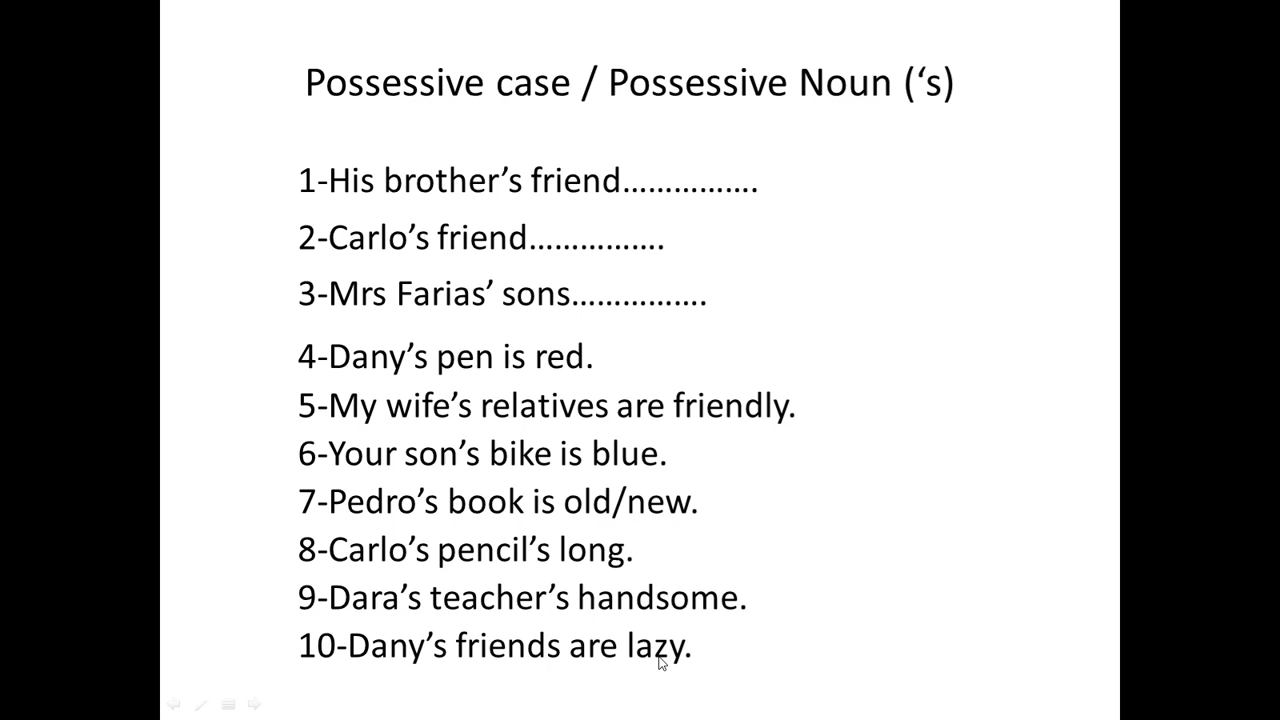 Possessive case / Possessive Noun (‘s)
1-His brother’s friend…………….
2-Carlo’s friend…………….
3-Mrs Farias’ sons…………….
4-Dany’s pen is red.
5-My wife’s relatives are friendly.
6-Your son’s bike is blue.
7-Pedro’s book is old/new.
8-Carlo’s pencil’s long.
9-Dara’s teacher’s handsome.
10-Dany’s friends are lazy.